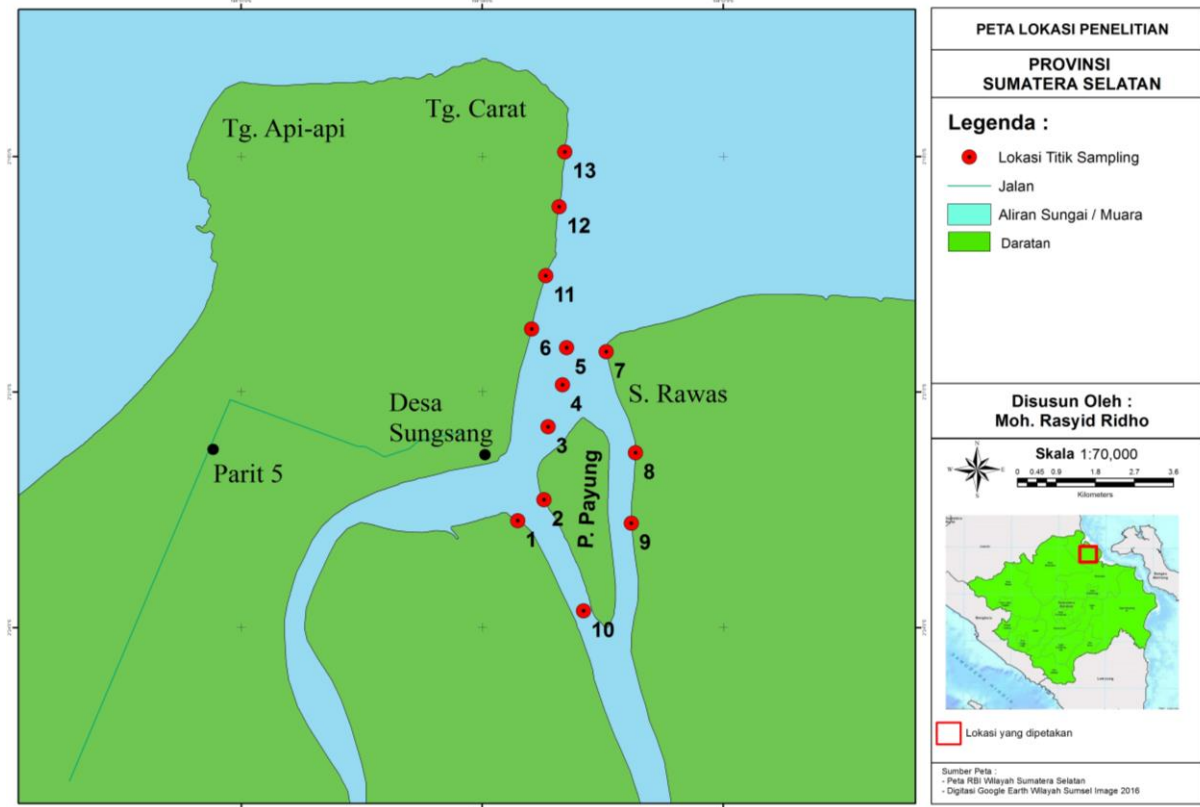 Tg. Api-api
Tg. Carat
13
12
11
6
5
7
4
S. Rawas
Desa
Sungsang
3
Parit 5
P. Payung
8
2
1
9
10
PETA LOKASI PENELITIAN
PROVINSI
SUMATERA SELATAN
Legenda :
Lokasi Titik Sampling
Jalan
Aliran Sungai / Muara
Daratan
Disusun Oleh :
Moh. Rasyid Ridho
N
W
E
S
Skala 1:70,000
0 0.45 0.9 1.8 2.7 3.6
Kilometers
Lokasi yang dipetakan
Sumber Peta :
- Peta RBI Wilayah Sumatera Selatan
- Digitasi Google Earth Wilayah Sumsel Image 2016